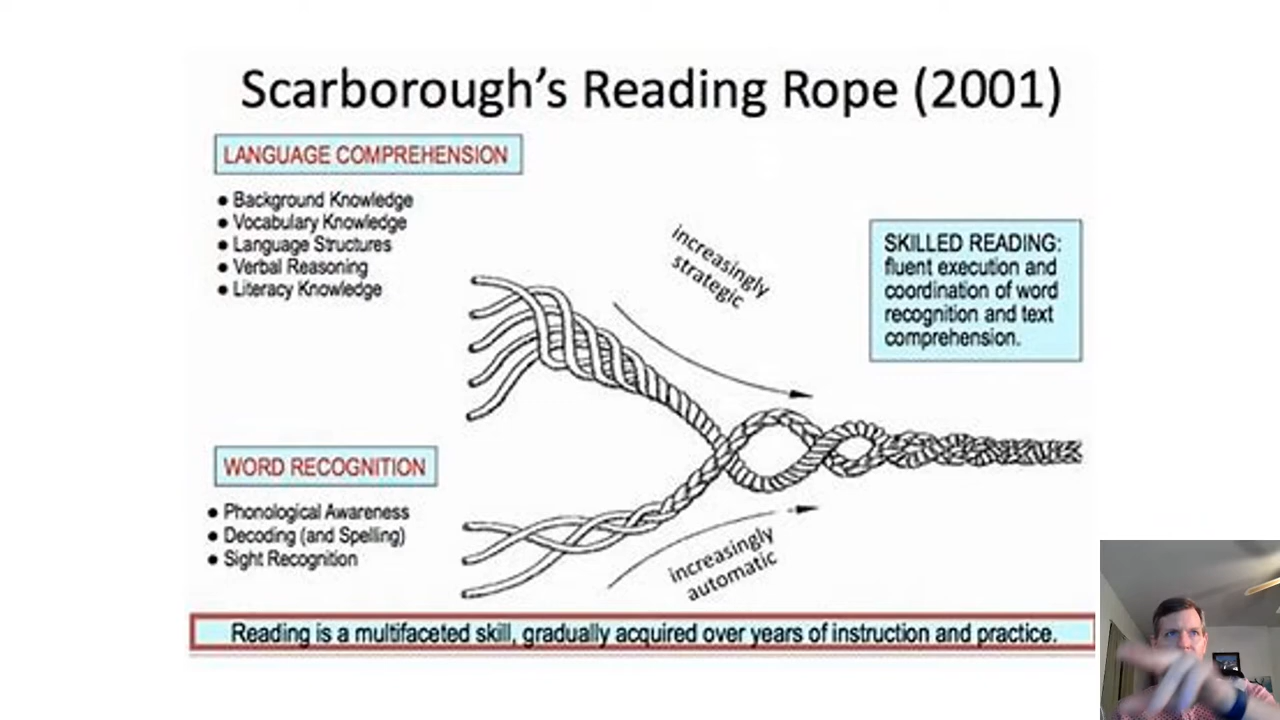 Scarborough's Reading Rope (2001)
LANGUAGE COMPREHENSION
● Background Knowledge
● Vocabulary Knowledge
● Language Structures
● Verbal Reasoning
● Literacy Knowledge
increasingly
strategic
SKILLED READING:
fluent execution and
coordination of word
recognition and text
comprehension.
WORD RECOGNITION
● Phonological Awareness
● Decoding (and Spelling)
● Sight Recognition
increasingly
automatic
Reading is a multifaceted skill, gradually acquired over years of instruction and practice.